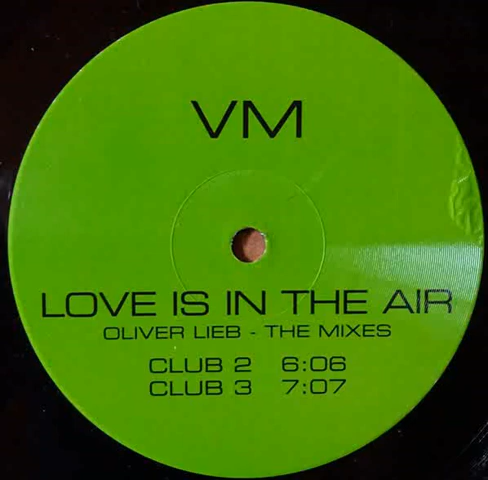 VM
LOVE IS IN THE AIR
OLIVER LIEB - THE MIXES
CLUB 2 6:06
CLUB 3 7:07